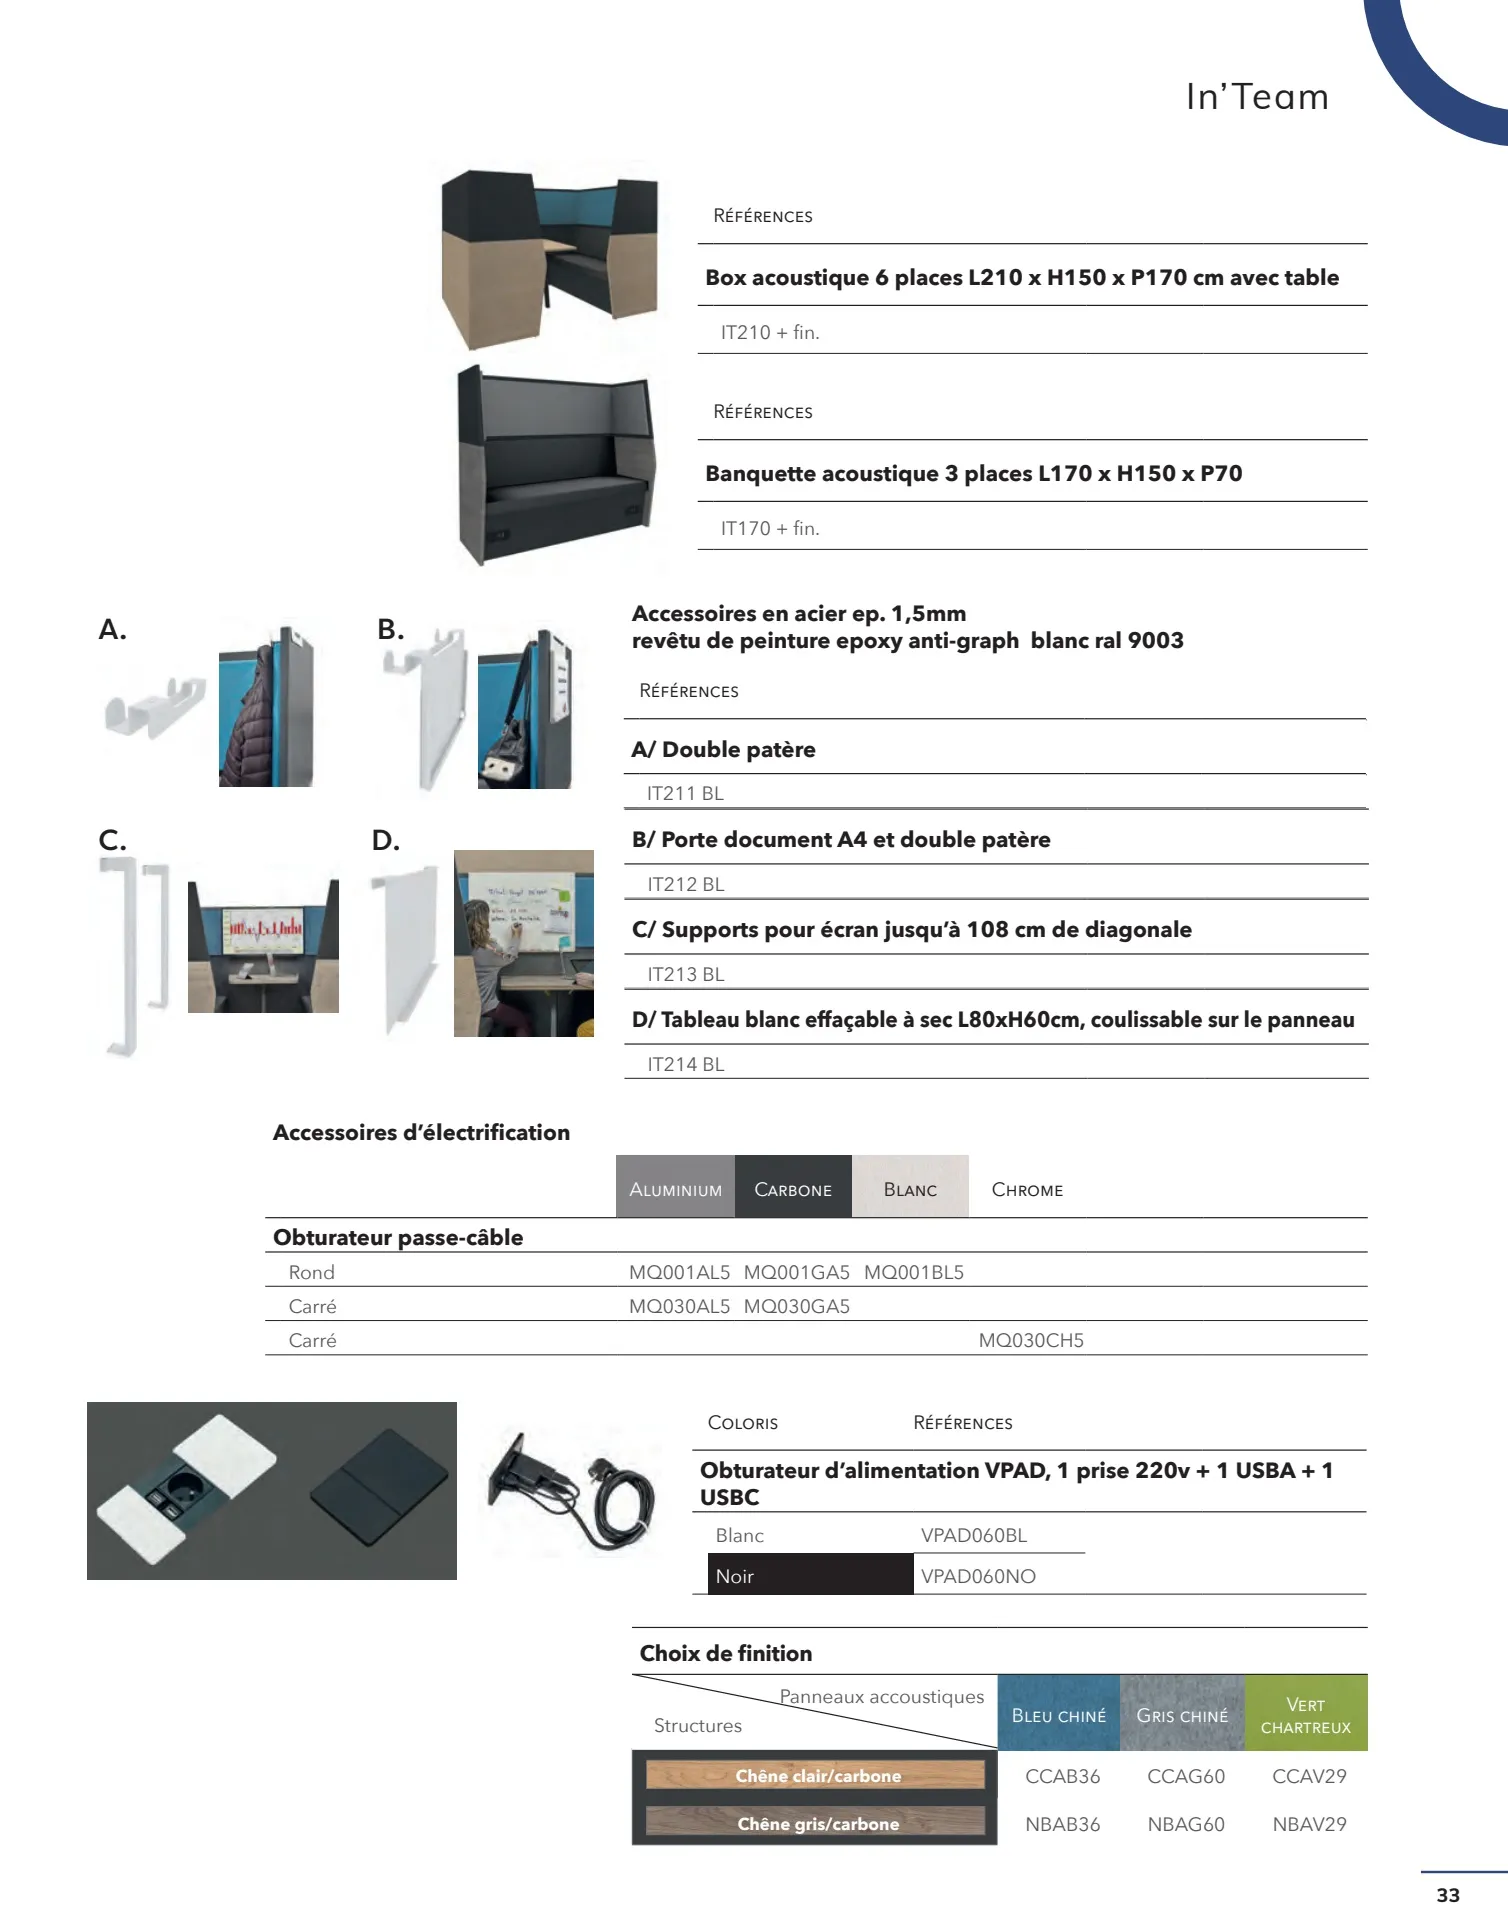 In’Team
Références
Box acoustique 6 places L210 x H150 x P170 cm avec table
IT210 + fin.
Références
Banquette acoustique 3 places L170 x H150 x P70
IT170 + fin.
A.
B.
Accessoires en acier ep. 1,5mm
revêtu de peinture epoxy anti-graph blanc ral 9003
Références
A/ Double patère
IT211 BL
C.
D.
B/ Porte document A4 et double patère
IT212 BL
C/ Supports pour écran jusqu’à 108 cm de diagonale
IT213 BL
D/ Tableau blanc effaçable à sec L80xH60cm, coulissable sur le panneau
IT214 BL
Accessoires d’électrification
Aluminium Carbone Blanc Chrome
Obturateur passe-câble
Rond MQ001AL5 MQ001GA5 MQ001BL5
Carré MQ030AL5 MQ030GA5
Carré MQ030CH5
Coloris Références
Obturateur d’alimentation VPAD, 1 prise 220v + 1 USBA + 1
USBC
Blanc VPAD060BL
Noir VPAD060NO
Choix de finition
Panneaux accoustiques
Structures
Bleu chiné Gris chiné Vert
chartreux
Chêne clair/carbone CCAB36 CCAG60 CCAV29
Chêne gris/carbone NBAB36 NBAG60 NBAV29
33